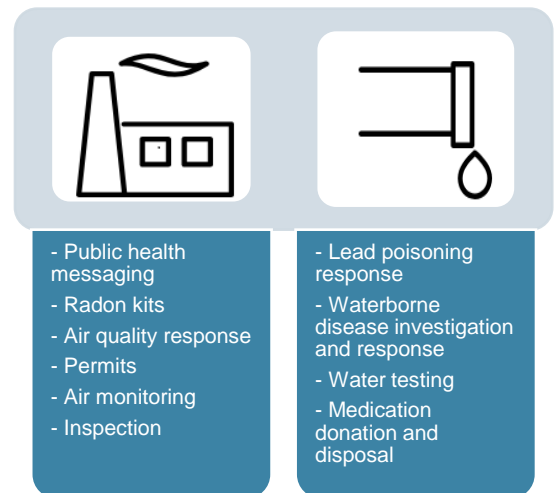 - Public health
messaging
- Radon kits
- Air quality response
- Permits
- Air monitoring
- Inspection
- Lead poisoning
response
- Waterborne
disease investigation
and response
- Water testing
- Medication
donation and
disposal